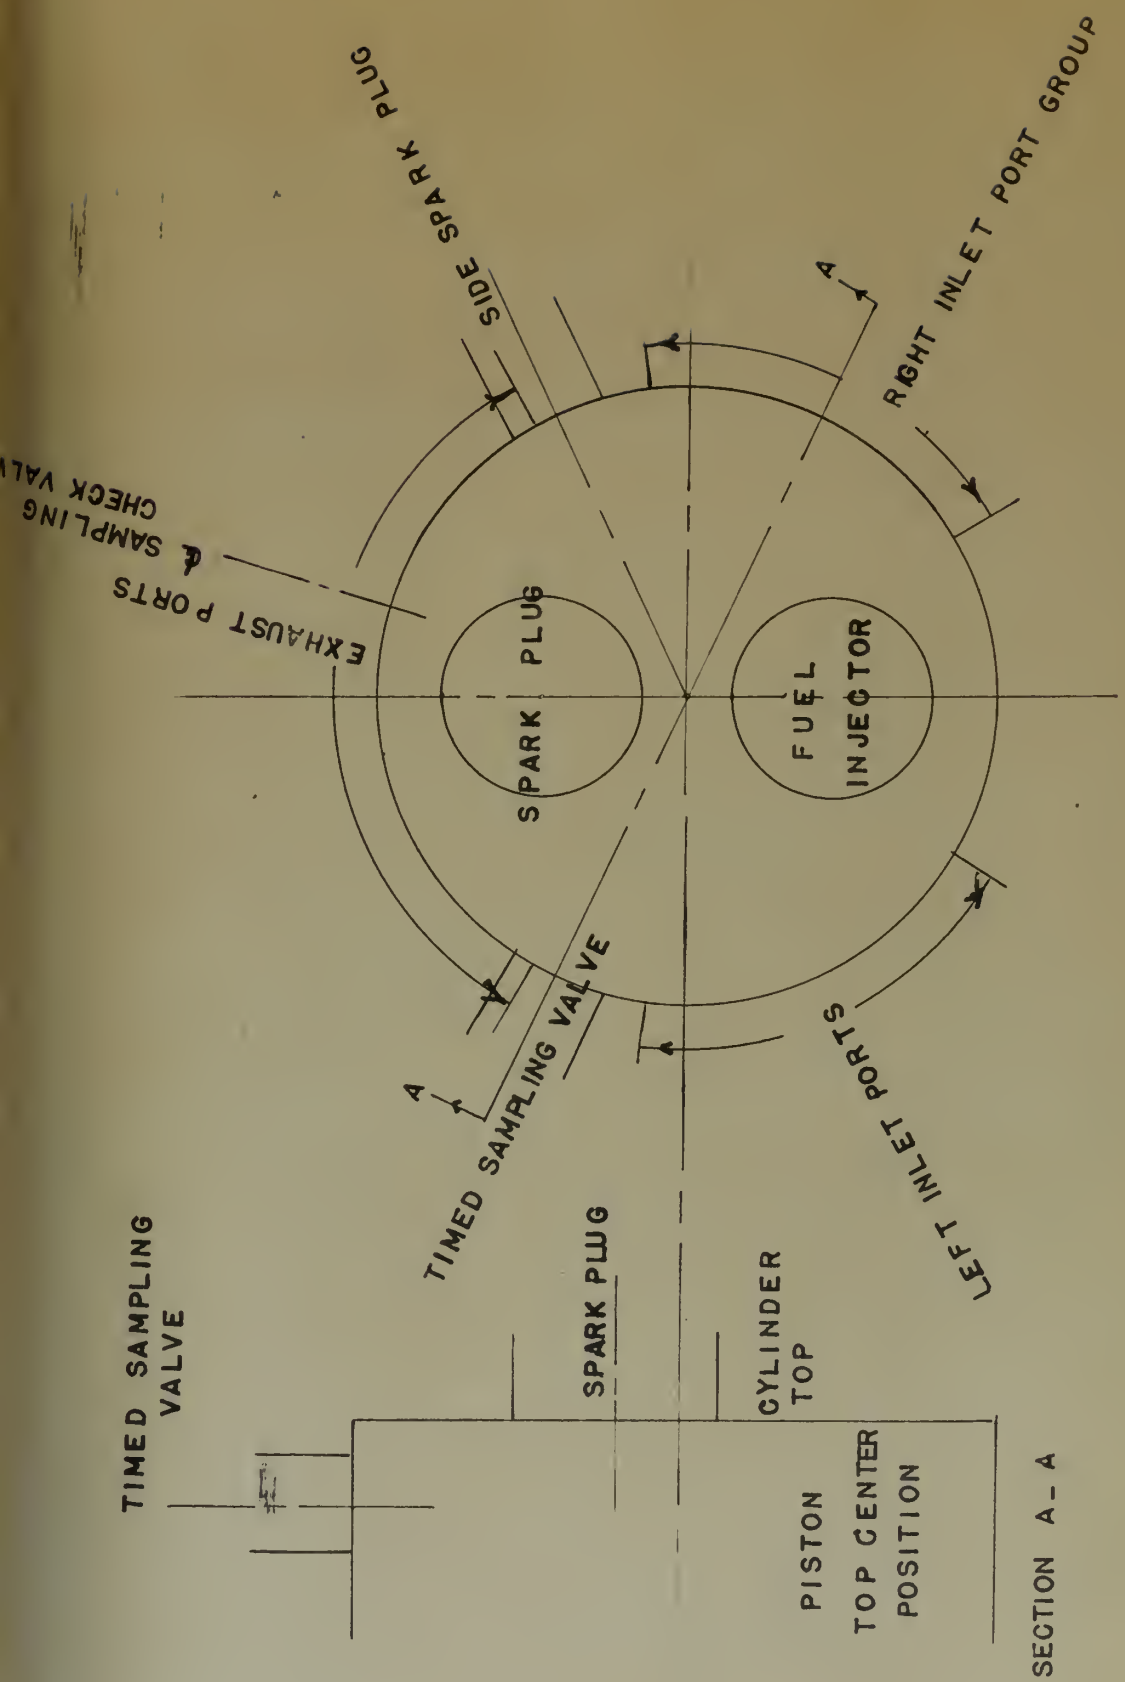 SIDE SPARK PLUG
RIGHT INLET PORT GROUP
A
℄ SAMPLING
CHECK
EXHAUST PORTS
SPARK PLUG
FUEL
INJECTOR
A
TIMED SAMPLING VALVE
LEFT INLET PORTS
TIMED SAMPLING
VALVE
SPARK PLUG
CYLINDER
TOP
PISTON
TOP CENTER
POSITION
SECTION A-A